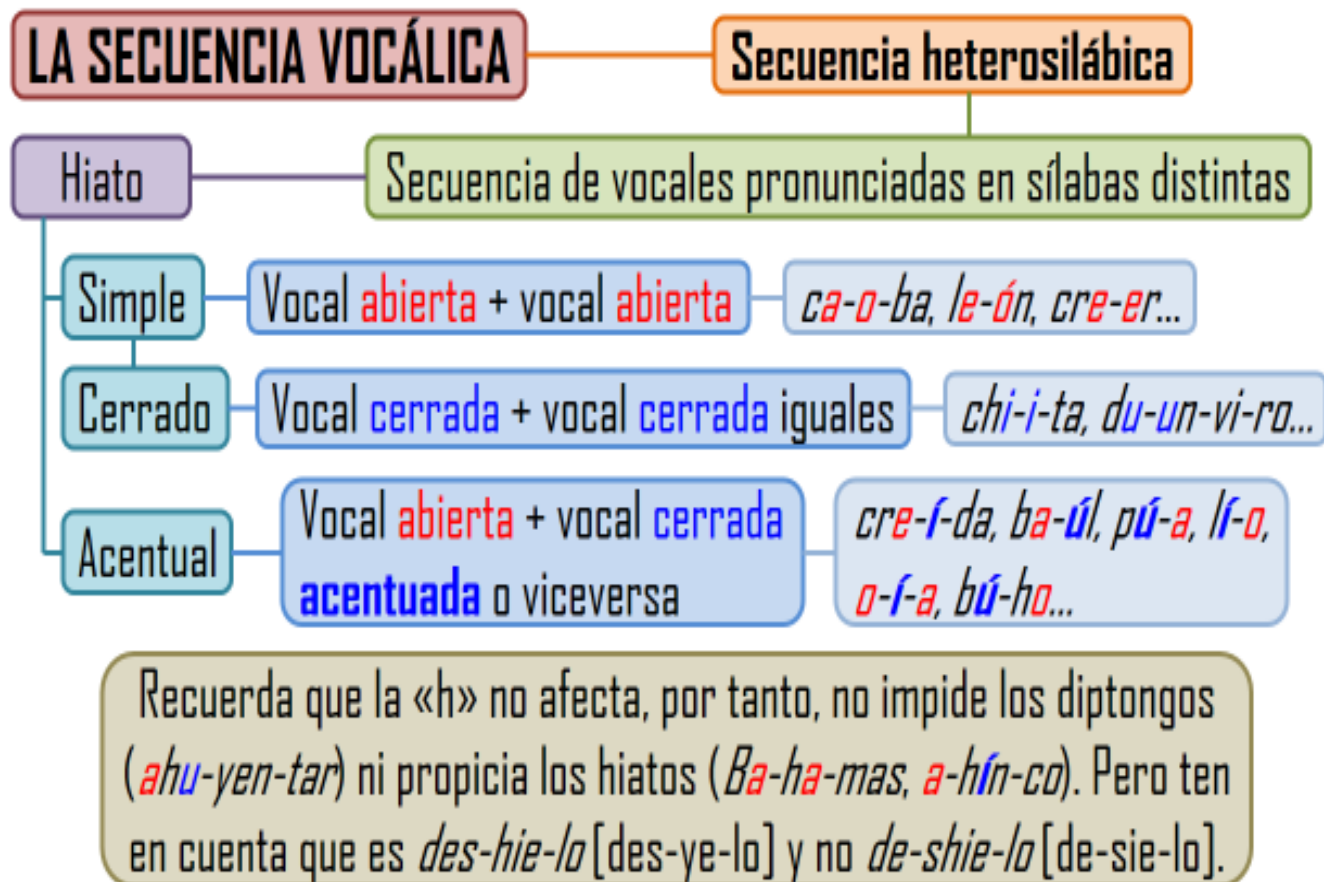 LA SECUENCIA VOCÁLICA
Secuencia heterosilábica
Hiato
Secuencia de vocales pronunciadas en sílabas distintas
Simple
Vocal abierta + vocal abierta
ca-o-ba, le-ón, cre-er...
Cerrado
Vocal cerrada + vocal cerrada iguales
chi-i-ta, du-un-vi-ro...
Acentual
Vocal abierta + vocal cerrada
acentuada o viceversa
cre-í-da, ba-úl, pú-a, lí-o,
o-í-a, bú-ho...
Recuerda que la «h» no afecta, por tanto, no impide los diptongos
(ahu-yen-tar) ni propicia los hiatos (Ba-ha-mas, a-hín-co). Pero ten
en cuenta que es des-hie-lo [des-ye-lo] y no de-shie-lo [de-sie-lo].